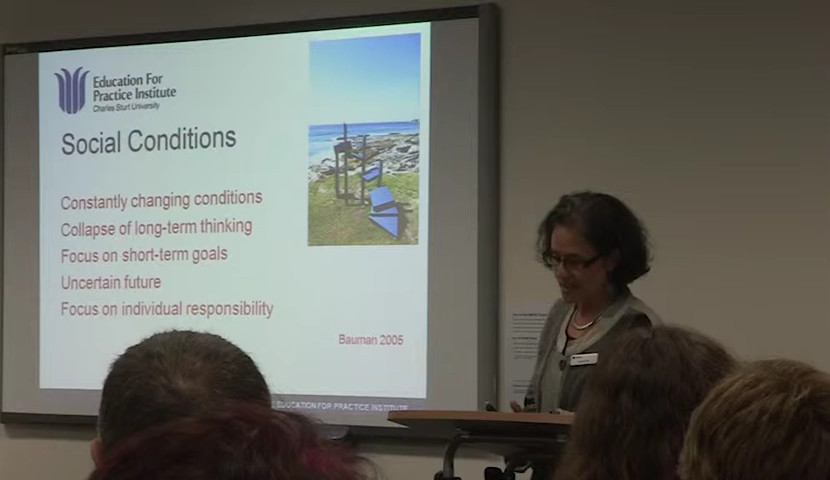 Education For
Practice Institute
Charles Sturt University
Social Conditions
Constantly changing conditions
Collapse of long-term thinking
Focus on short-term goals
Uncertain future
Focus on individual responsibility
Bauman 2005
EDUCATION FOR PRACTICE INSTITUTE